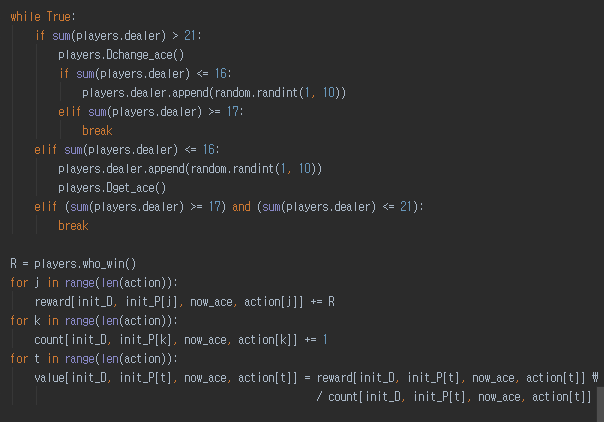 while True:
    if sum(players.dealer) > 21:
        players.Dchange_ace()
        if sum(players.dealer) <= 16:
            players.dealer.append(random.randint(1, 10))
        elif sum(players.dealer) >= 17:
            break
    elif sum(players.dealer) <= 16:
        players.dealer.append(random.randint(1, 10))
        players.Dget_ace()
    elif (sum(players.dealer) >= 17) and (sum(players.dealer) <= 21):
        break

R = players.who_win()
for j in range(len(action)):
    reward[init_D, init_P[j], now_ace, action[j]] += R
for k in range(len(action)):
    count[init_D, init_P[k], now_ace, action[k]] += 1
for t in range(len(action)):
    value[init_D, init_P[t], now_ace, action[t]] = reward[init_D, init_P[t], now_ace, action[t]] ₩
                                                   / count[init_D, init_P[t], now_ace, action[t]]